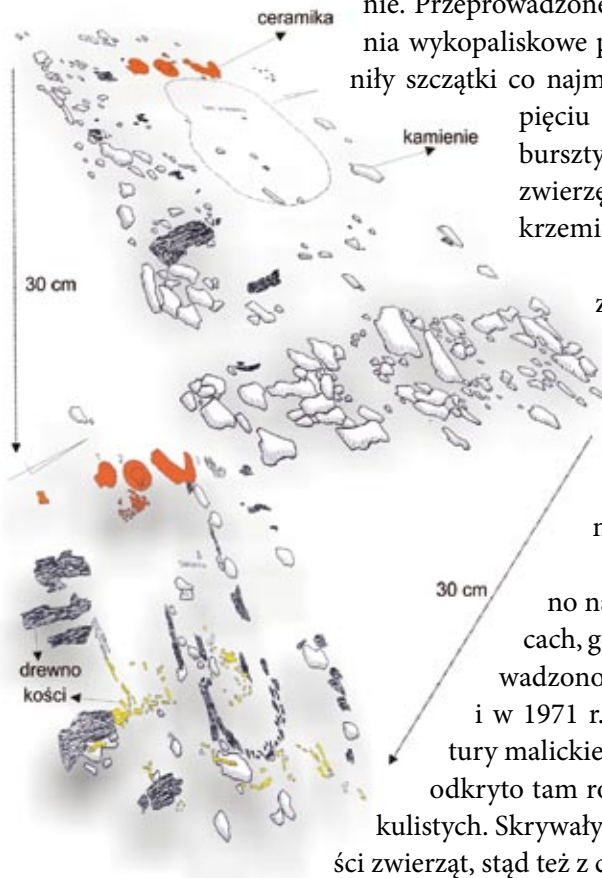 nie. Przeprowadzone
ceramika
nia wykopaliskowe p
niły szczątki co najm
pięciu
kamienie
burszty
zwierzę
krzemi
30 cm
z
n
30 cm
no na
cach, g
drewno
wadzono
kości
i w 1971 r.
tury malickie
odkryto tam ro
kulistych. Skrywały
ści zwierząt, stąd też z c